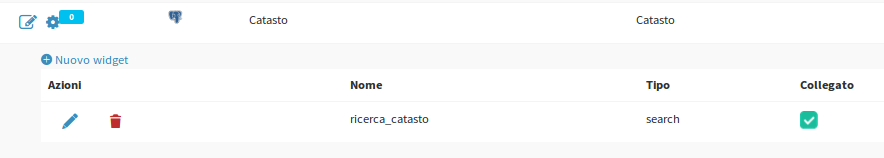 0 Catasto Catasto
Nuovo widget
Azioni Nome Tipo Collegato
ricerca_catasto search